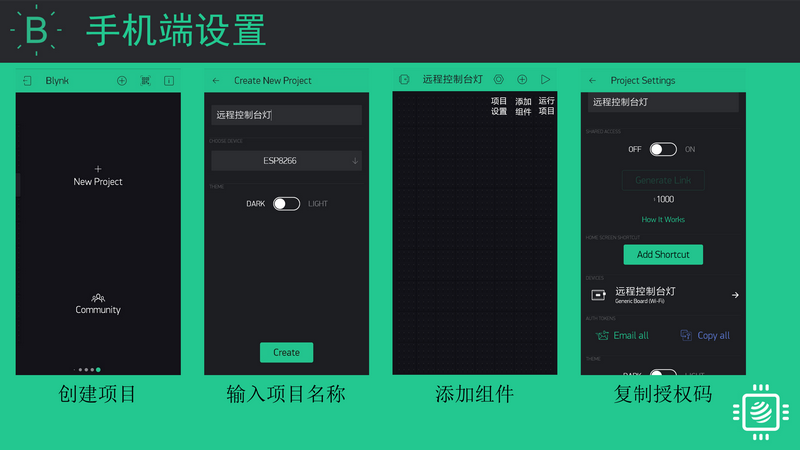 B 手机端设置
Blynk
New Project
Community
创建项目
Create New Project
远程控制台灯
CHOOSE DEVICE
ESP8266
THEME
DARK LIGHT
Create
输入项目名称
远程控制台灯
项目 添加 运行
设置 组件 项目
添加组件
Project Settings
远程控制台灯
SHARED ACCESS
OFF ON
Generate Link
1000
How It Works
HOME SCREEN SHORTCUT
Add Shortcut
DEVICES
远程控制台灯
Generic Board (Wi-Fi)
AUTH TOKENS
Email all Copy all
THEME
DARK LIGHT
复制授权码